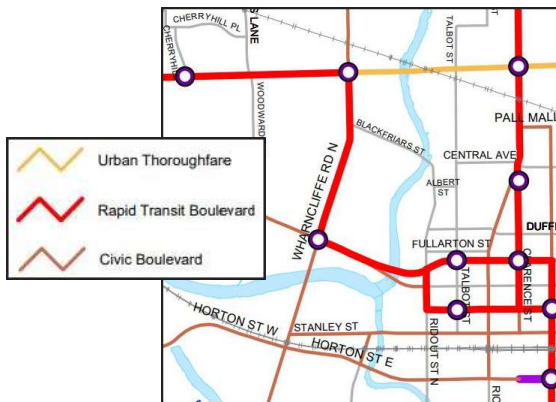 CHERRYHILL PL
CHERRYHILL
S LANE
WOODWARD
TALBOT ST
PALL MALL
BLACKFRIARS ST
CENTRAL AVE
ALBERT
ST
WHARNCLIFFE RD N
Urban Thoroughfare
Rapid Transit Boulevard
Civic Boulevard
DUFF
FULLARTON ST
TALBOT ST
CLARENCE ST
HORTON ST W
STANLEY ST
HORTON ST E
RIDOUT ST N
RIC